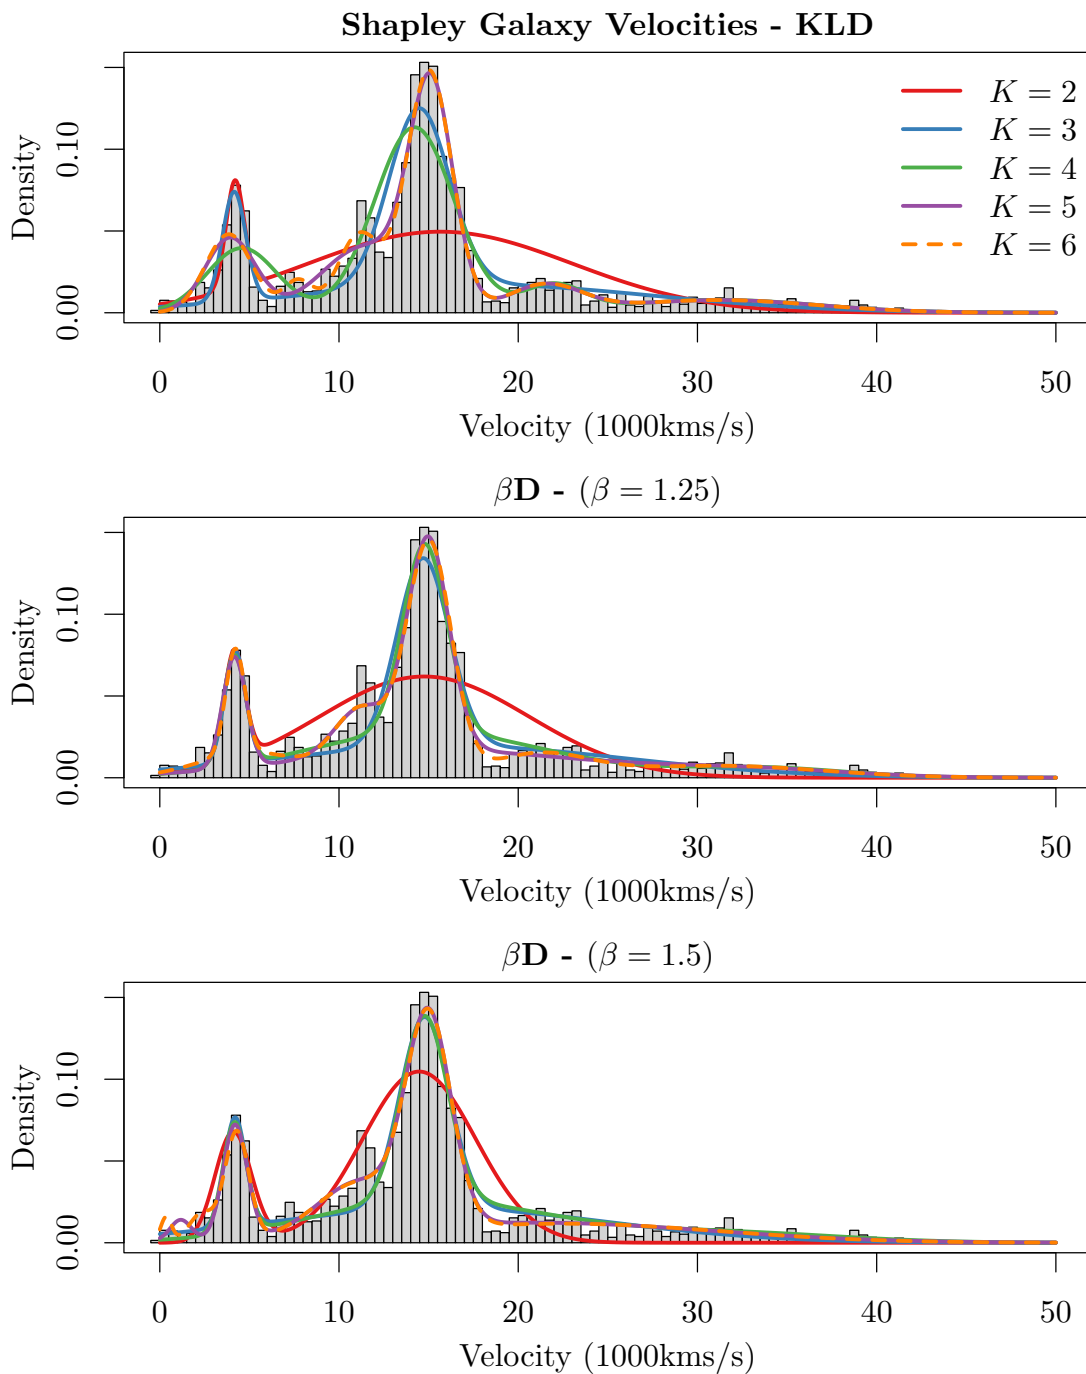 Shapley Galaxy Velocities - KLD
K = 2
K = 3
K = 4
K = 5
K = 6
Density
0.00
0.10
0 10 20 30 40 50
Velocity (1000kms/s)
βD - (β = 1.25)
Density
0.00
0.10
0 10 20 30 40 50
Velocity (1000kms/s)
βD - (β = 1.5)
Density
0.00
0.10
0 10 20 30 40 50
Velocity (1000kms/s)